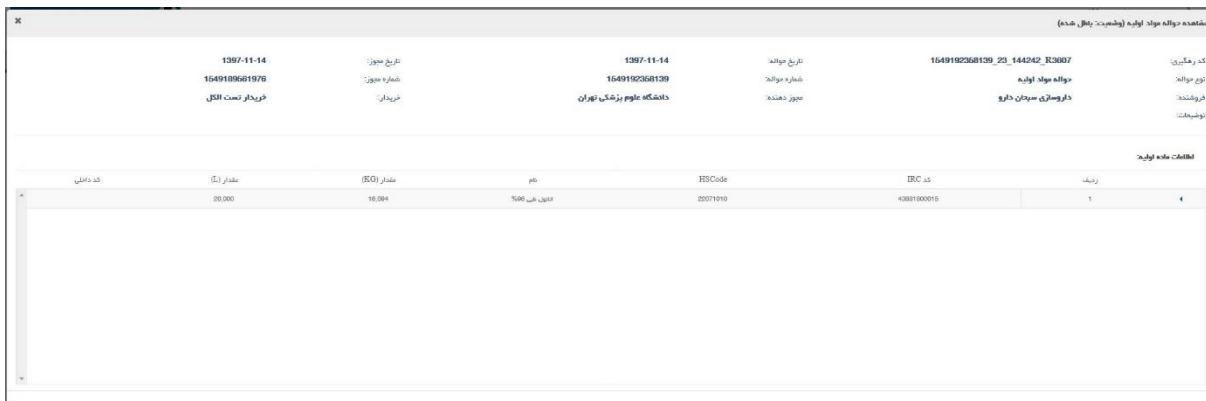 مشاهده حواله مواد اولیه (وضعیت: باطل شده)
کد رهگیری: 1549192358139_23_144242_K3607 تاریخ حواله: 1397-11-14 تاریخ مجوز: 1397-11-14
نوع حواله: حواله مواد اولیه شماره حواله: 1549192358139 شماره مجوز: 1549189561976
فروشنده: داروسازی سبحان دارو مجوز دهنده: دانشگاه علوم پزشکی تهران خریدار: خریدار تست الکل
توضیحات:
اطلاعات ماده اولیه:
ردیف کد IRC HSCode نام مقدار (KG) مقدار (L) کد داخلی
1 43931800015 22071010 اتانول طبی 96% 16,094 20,000